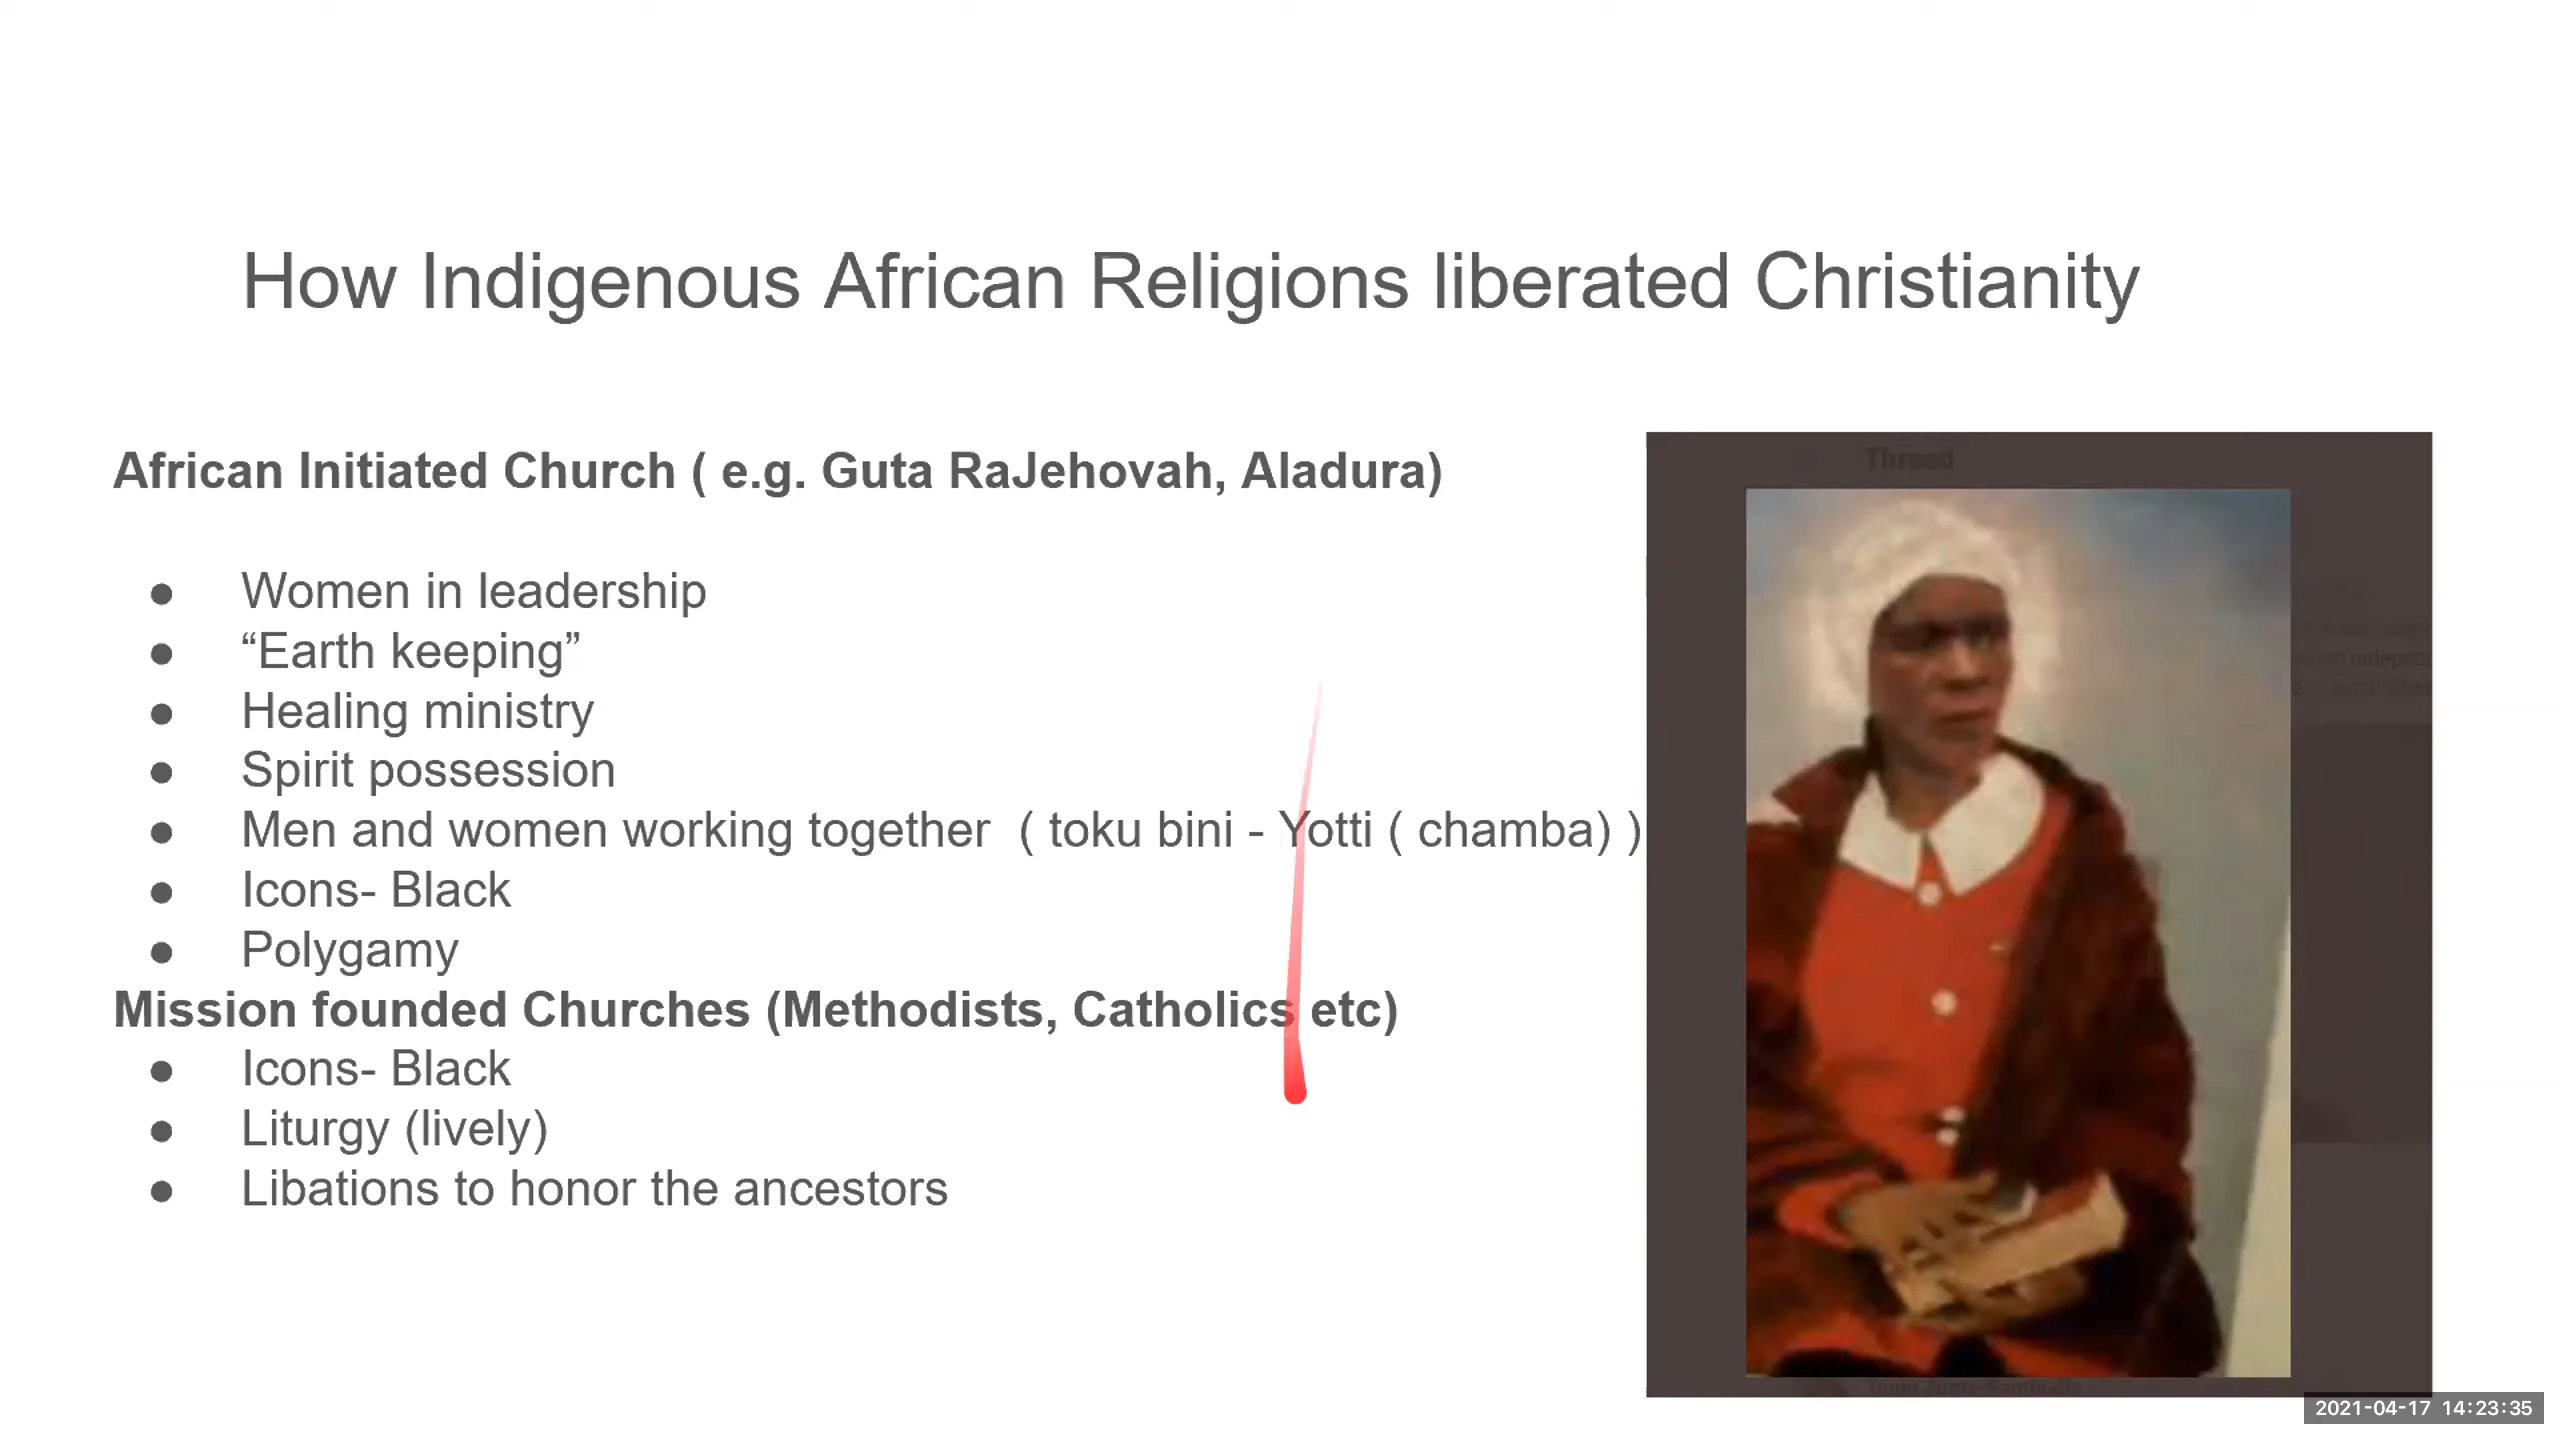 How Indigenous African Religions liberated Christianity
African Initiated Church ( e.g. Guta RaJehovah, Aladura)
● Women in leadership
● “Earth keeping”
● Healing ministry
● Spirit possession
● Men and women working together ( toku bini - Yotti ( chamba) )
● Icons- Black
● Polygamy
Mission founded Churches (Methodists, Catholics etc)
● Icons- Black
● Liturgy (lively)
● Libations to honor the ancestors
Thread
2021-04-17 14:23:35